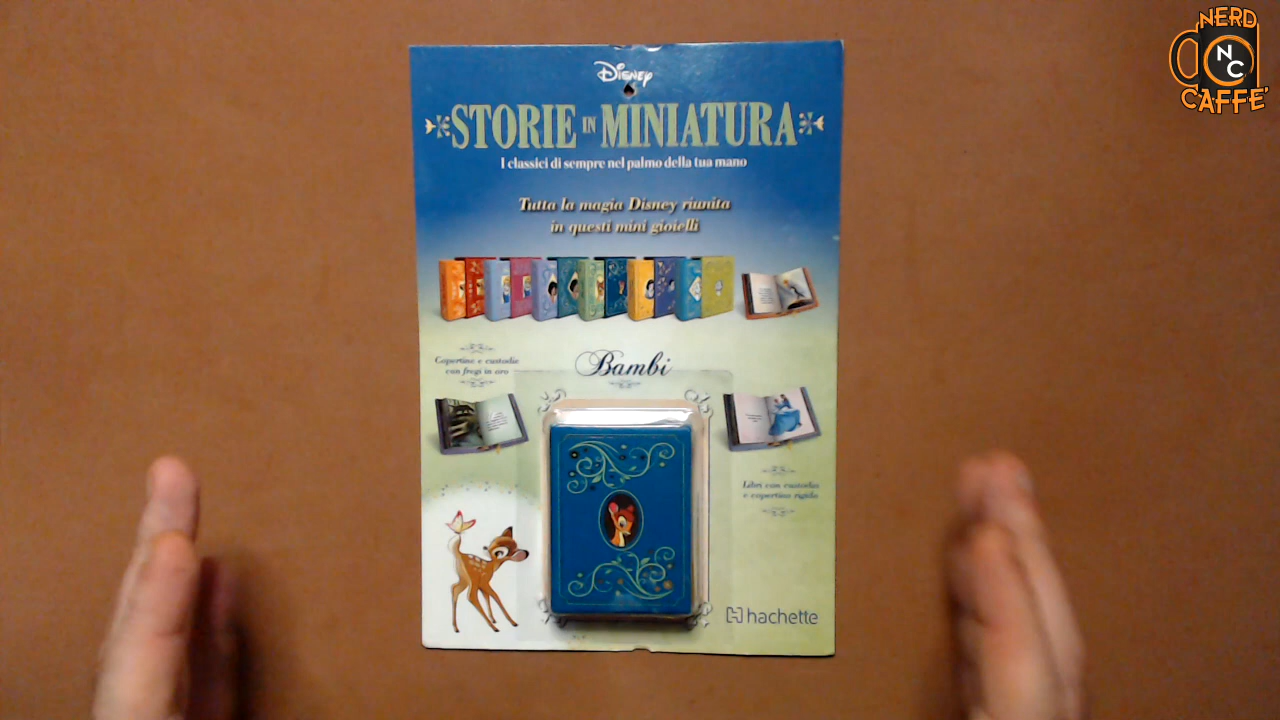 NERD
NC
CAFFE'
Disney
STORIE IN MINIATURA
I classici di sempre nel palmo della tua mano
Tutta la magia Disney riunita
in questi mini gioielli
Copertine e custodie
con fregi in oro
Bambi
Libri con custodia
e copertina rigida
hachette